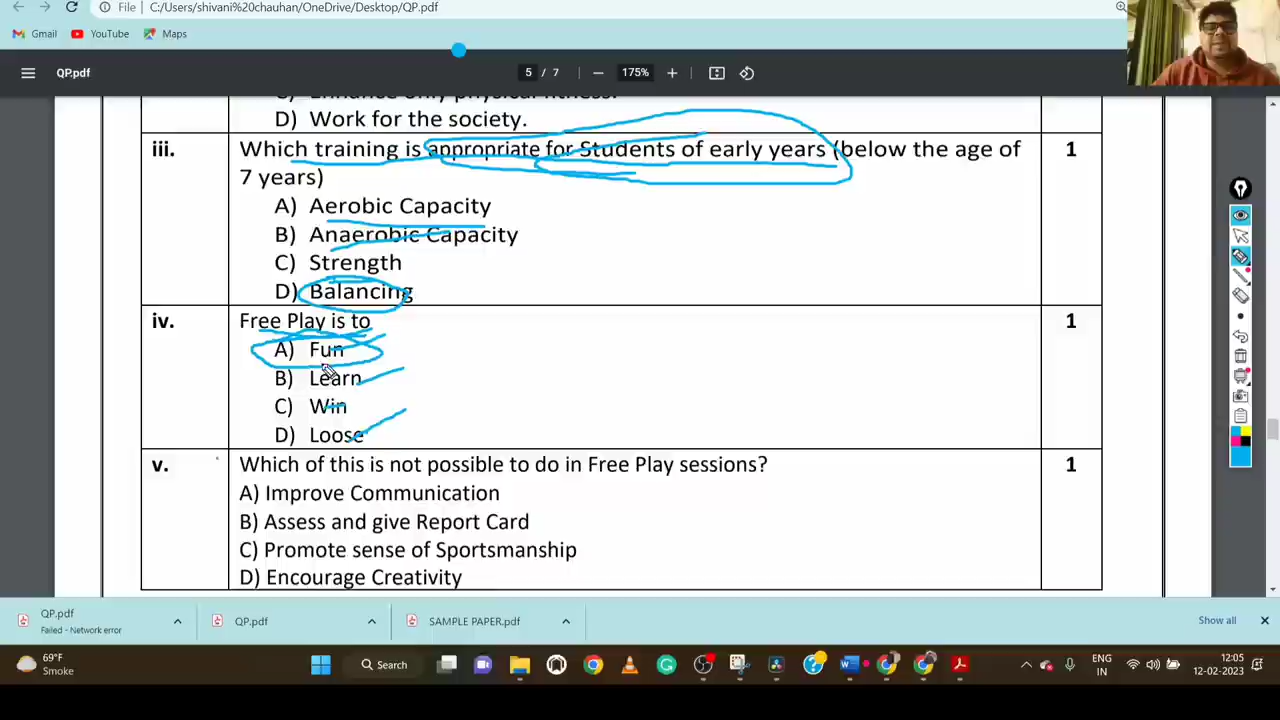 File | C:/Users/shivani%20chauhan/OneDrive/Desktop/QP.pdf
Gmail YouTube Maps
QP.pdf 5 / 7 175%
D) Work for the society.
iii. Which training is appropriate for Students of early years (below the age of 1
7 years)
A) Aerobic Capacity
B) Anaerobic Capacity
C) Strength
D) Balancing
iv. Free Play is to 1
A) Fun
B) Learn
C) Win
D) Loose
v. Which of this is not possible to do in Free Play sessions? 1
A) Improve Communication
B) Assess and give Report Card
C) Promote sense of Sportsmanship
D) Encourage Creativity
QP.pdf
Failed - Network error
QP.pdf
SAMPLE PAPER.pdf
Show all
69°F
Smoke
Search
ENG
IN
12:05
12-02-2023